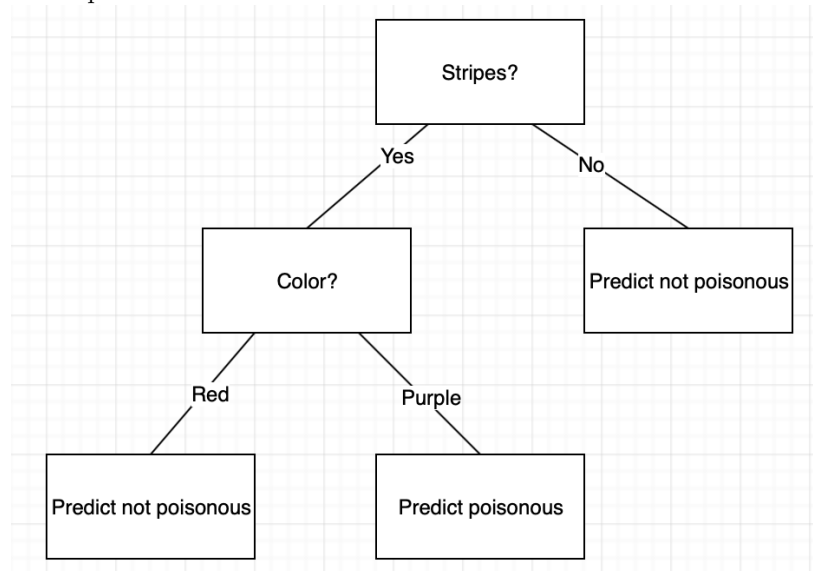 Stripes?
Yes
No
Color?
Predict not poisonous
Red
Purple
Predict not poisonous
Predict poisonous